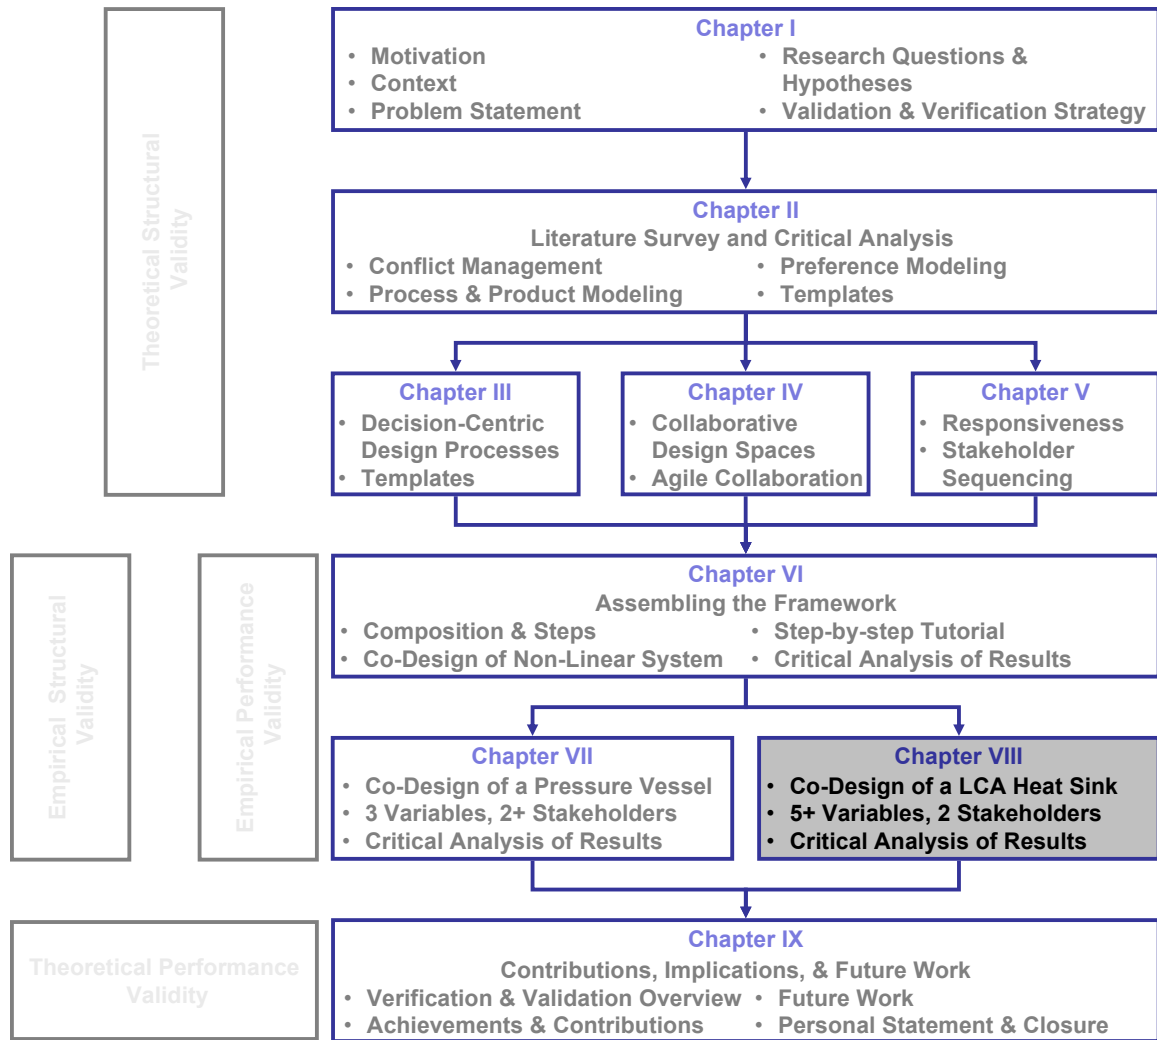 Theoretical Structural
Validity
Chapter I
• Motivation
• Context
• Problem Statement
• Research Questions &
Hypotheses
• Validation & Verification Strategy
Chapter II
Literature Survey and Critical Analysis
• Conflict Management
• Process & Product Modeling
• Preference Modeling
• Templates
Chapter III
• Decision-Centric
Design Processes
• Templates
Chapter IV
• Collaborative
Design Spaces
• Agile Collaboration
Chapter V
• Responsiveness
• Stakeholder
Sequencing
Empirical Structural
Validity
Empirical Performance
Validity
Chapter VI
Assembling the Framework
• Composition & Steps
• Co-Design of Non-Linear System
• Step-by-step Tutorial
• Critical Analysis of Results
Chapter VII
• Co-Design of a Pressure Vessel
• 3 Variables, 2+ Stakeholders
• Critical Analysis of Results
Chapter VIII
• Co-Design of a LCA Heat Sink
• 5+ Variables, 2 Stakeholders
• Critical Analysis of Results
Theoretical Performance
Validity
Chapter IX
Contributions, Implications, & Future Work
• Verification & Validation Overview
• Achievements & Contributions
• Future Work
• Personal Statement & Closure